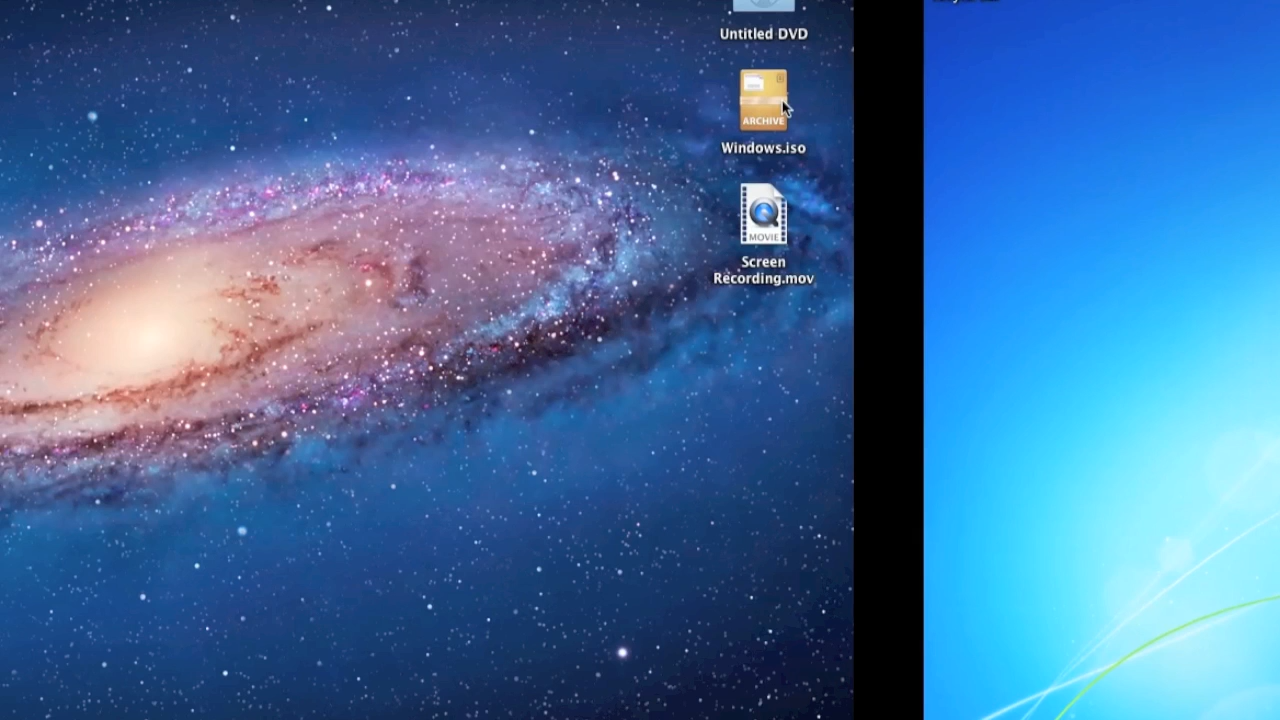 Untitled DVD
ARCHIVE
Windows.iso
MOVIE
Screen
Recording.mov